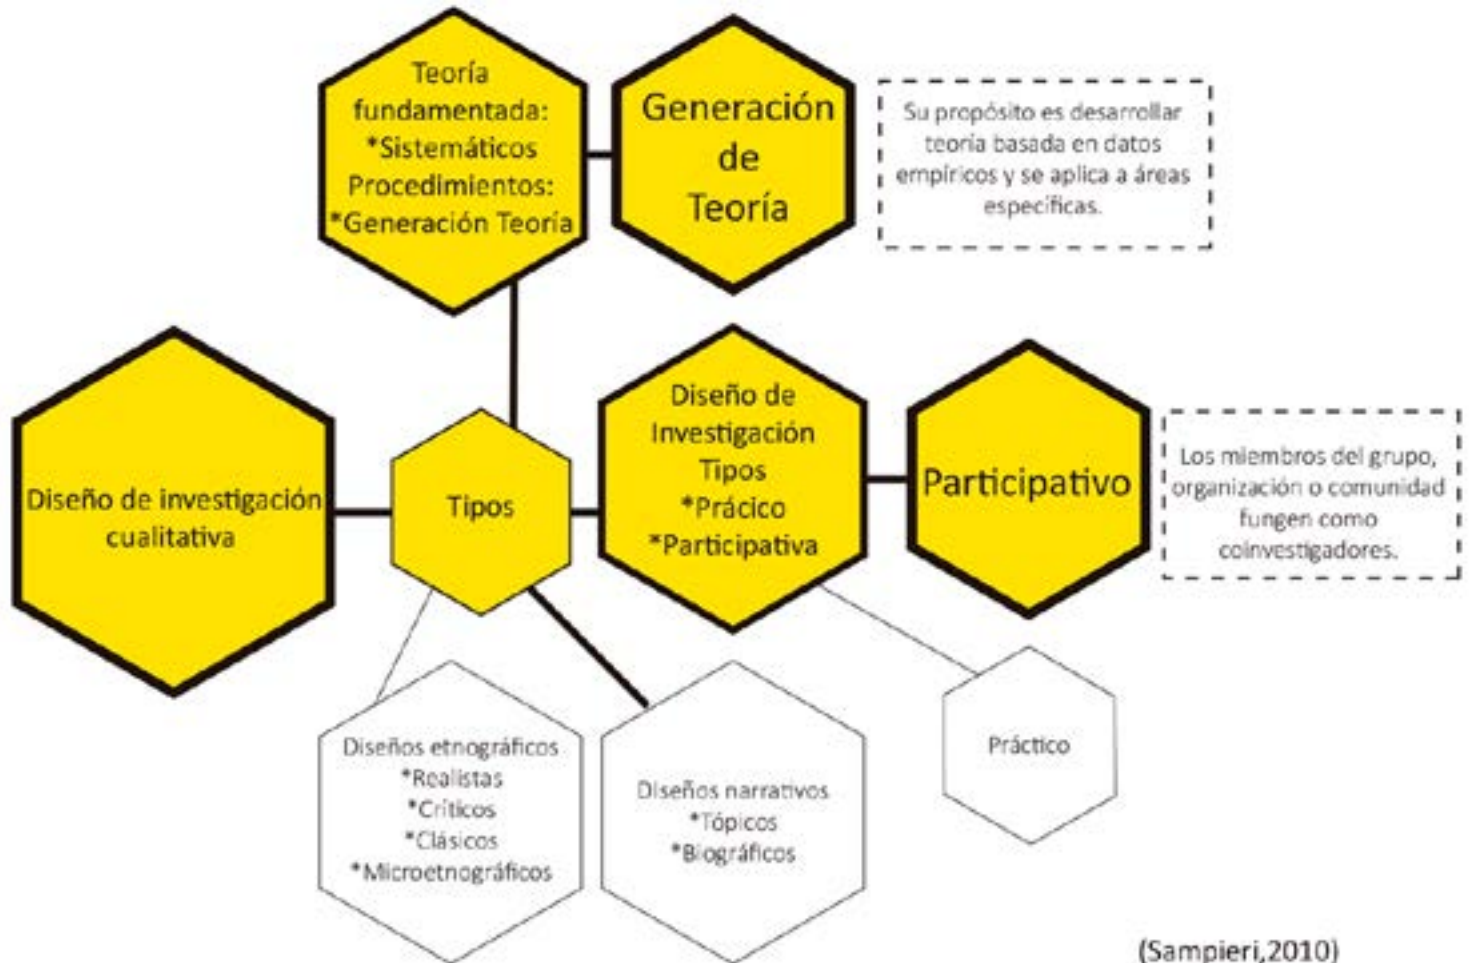 Teoría
fundamentada:
*Sistemáticos
Procedimientos:
*Generación Teoría
Generación
de
Teoría
Su propósito es desarrollar
teoría basada en datos
empíricos y se aplica a áreas
específicas.
Diseño de investigación
cualitativa
Tipos
Diseño de
Investigación
Tipos
*Prácico
*Participativa
Participativo
Los miembros del grupo,
organización o comunidad
fungen como
coinvestigadores.
Diseños etnográficos
*Realistas
*Críticos
*Clásicos
*Microetnográficos
Diseños narrativos
*Tópicos
*Biográficos
Práctico
(Sampieri,2010)